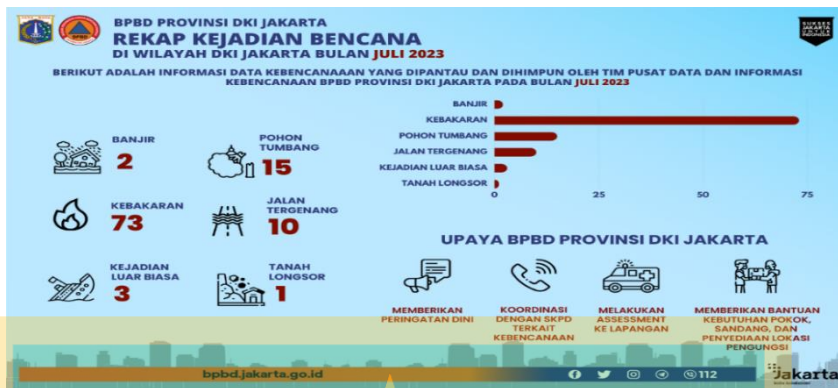 BPBD PROVINSI DKI JAKARTA
REKAP KEJADIAN BENCANA
DI WILAYAH DKI JAKARTA BULAN JULI 2023
SUKSES
JAKARTA
UNTUK
INDONESIA
BERIKUT ADALAH INFORMASI DATA KEBENCANAAAN YANG DIPANTAU DAN DIHIMPUN OLEH TIM PUSAT DATA DAN INFORMASI
KEBENCANAAN BPBD PROVINSI DKI JAKARTA PADA BULAN JULI 2023
BANJIR
2
POHON
TUMBANG
15
KEBAKARAN
73
JALAN
TERGENANG
10
KEJADIAN
LUAR BIASA
3
TANAH
LONGSOR
1
BANJIR
KEBAKARAN
POHON TUMBANG
JALAN TERGENANG
KEJADIAN LUAR BIASA
TANAH LONGSOR
0 25 50 75
UPAYA BPBD PROVINSI DKI JAKARTA
MEMBERIKAN
PERINGATAN DINI
KOORDINASI
DENGAN SKPD
TERKAIT
KEBENCANAAN
MELAKUKAN
ASSESSMENT
KE LAPANGAN
MEMBERIKAN BANTUAN
KEBUTUHAN POKOK,
SANDANG, DAN
PENYEDIAAN LOKASI
PENGUNGSI
bpbd.jakarta.go.id
112
Jakarta